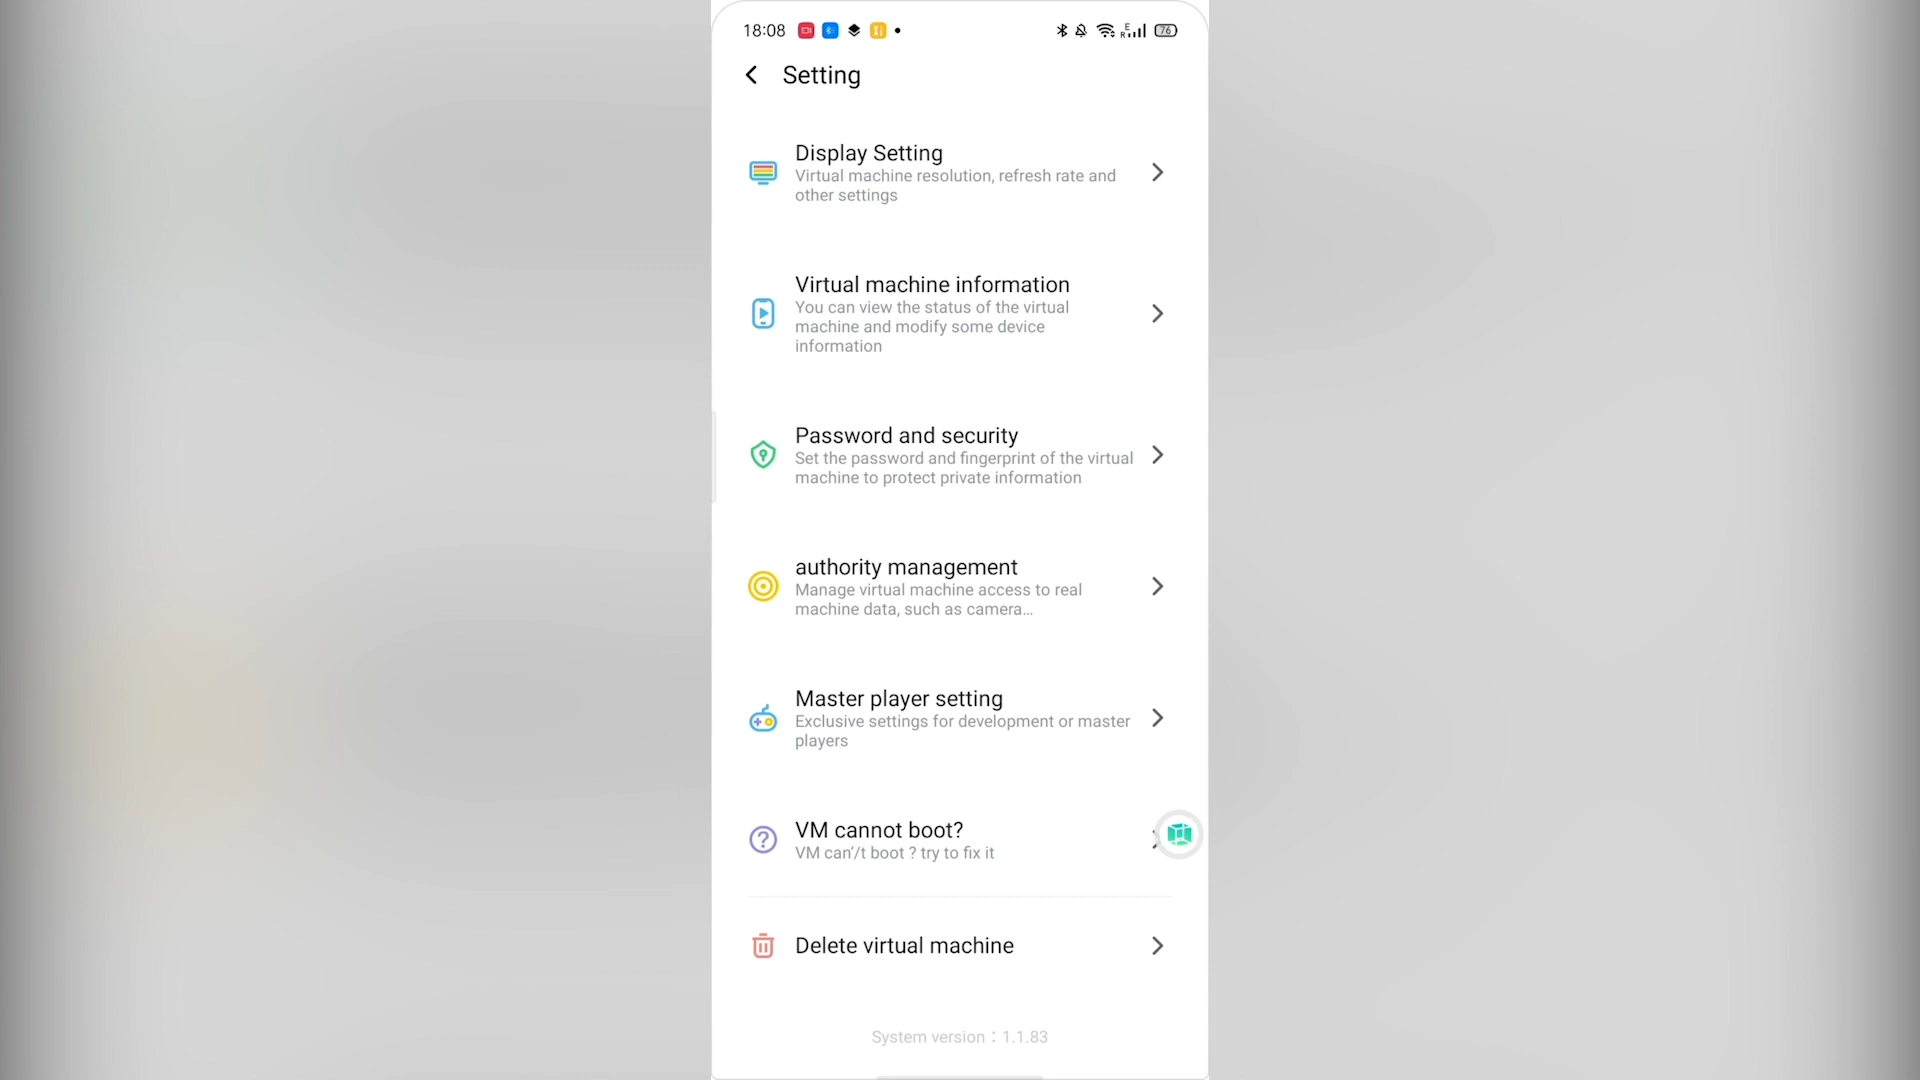 18:08
76
Setting
Display Setting
Virtual machine resolution, refresh rate and
other settings
Virtual machine information
You can view the status of the virtual
machine and modify some device
information
Password and security
Set the password and fingerprint of the virtual
machine to protect private information
authority management
Manage virtual machine access to real
machine data, such as camera...
Master player setting
Exclusive settings for development or master
players
VM cannot boot?
VM can'/t boot ? try to fix it
Delete virtual machine
System version：1.1.83